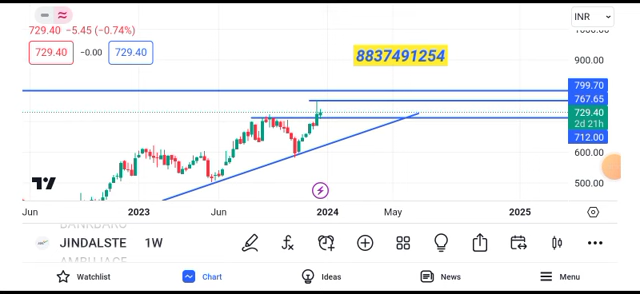 INR
729.40 −5.45 (−0.74%)
729.40 −0.00 729.40
8837491254
900.00
799.70
767.65
729.40
2d 21h
712.00
600.00
500.00
Jun 2023 Jun 2024 May 2025
JINDALSTE 1W
Watchlist Chart Ideas News Menu